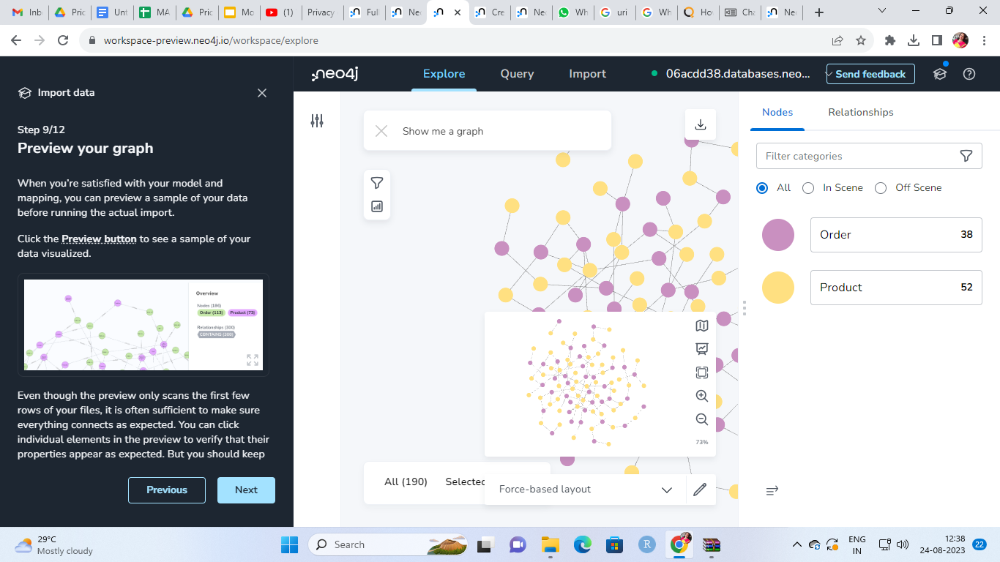 Inb
Pric
Unt
MA
Pric
Mo
(1)
Privacy
Full
Neo
Cre
Nee
Wh
uri
Wh
Ho
Cha
Nee
workspace-preview.neo4j.io/workspace/explore
Import data
Step 9/12
Preview your graph
When you're satisfied with your model and
mapping, you can preview a sample of your data
before running the actual import.
Click the Preview button to see a sample of your
data visualized.
Overview
Nodes (186)
Order (113) Product (73)
Relationships (300)
CONTAINS (300)
Even though the preview only scans the first few
rows of your files, it is often sufficient to make sure
everything connects as expected. You can click
individual elements in the preview to verify that their
properties appear as expected. But you should keep
Previous
Next
neo4j
Explore
Query
Import
06acdd38.databases.neo...
Send feedback
Show me a graph
73%
All (190)
Selected
Force-based layout
Nodes
Relationships
Filter categories
All
In Scene
Off Scene
Order 38
Product 52
29°C
Mostly cloudy
Search
R
ENG
IN
12:38
24-08-2023
22